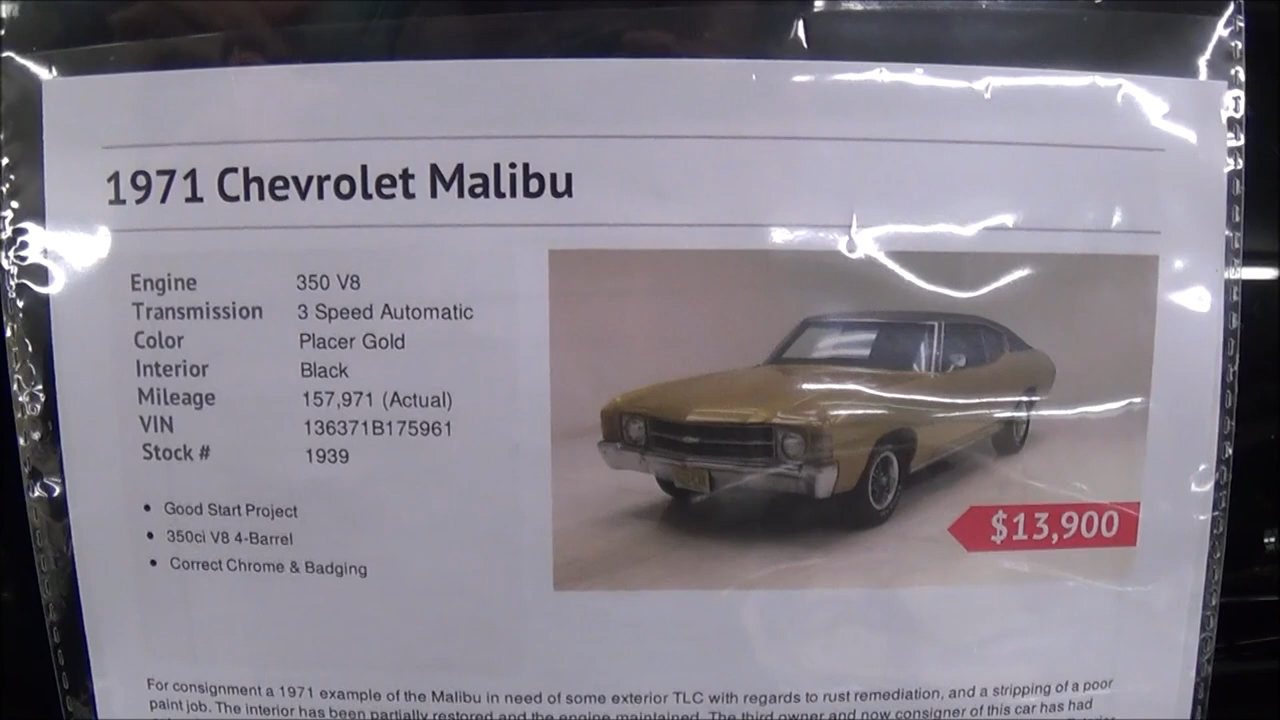 1971 Chevrolet Malibu
Engine 350 V8
Transmission 3 Speed Automatic
Color Placer Gold
Interior Black
Mileage 157,971 (Actual)
VIN 136371B175961
Stock # 1939
• Good Start Project
• 350ci V8 4-Barrel
• Correct Chrome & Badging
$13,900
For consignment a 1971 example of the Malibu in need of some exterior TLC with regards to rust remediation, and a stripping of a poor
paint job. The interior has been partially restored and the engine maintained. The third owner and now consigner of this car has had